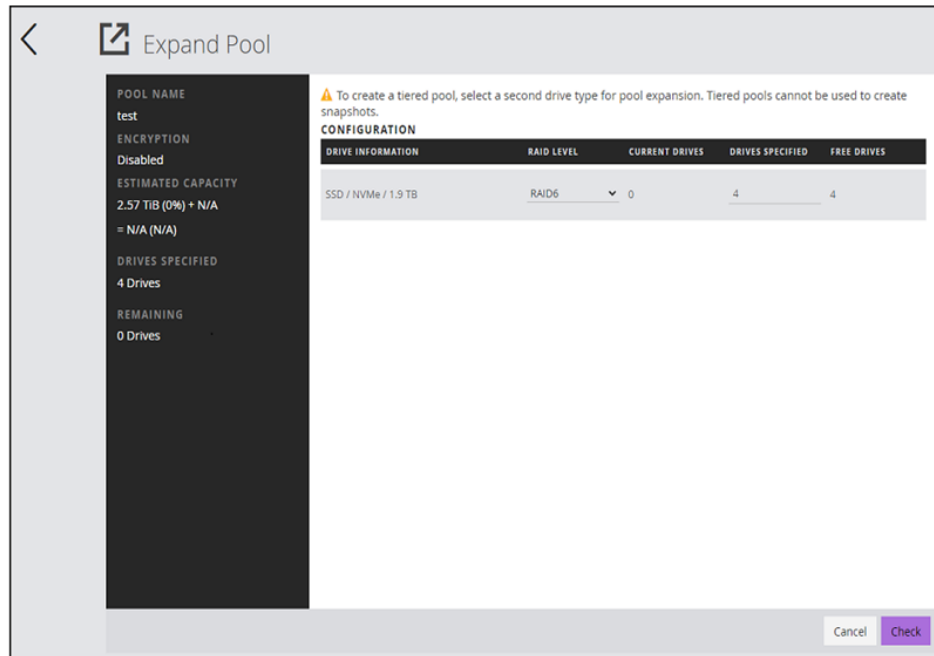 Expand Pool
POOL NAME
test
ENCRYPTION
Disabled
ESTIMATED CAPACITY
2.57 TiB (0%) + N/A
= N/A (N/A)
DRIVES SPECIFIED
4 Drives
REMAINING
0 Drives
To create a tiered pool, select a second drive type for pool expansion. Tiered pools cannot be used to create
snapshots.
CONFIGURATION
DRIVE INFORMATION RAID LEVEL CURRENT DRIVES DRIVES SPECIFIED FREE DRIVES
SSD / NVMe / 1.9 TB RAID6 0 4 4
Cancel Check